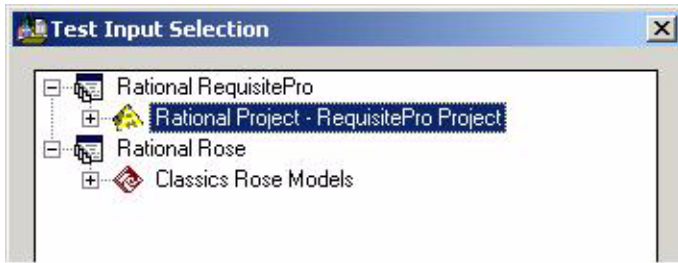 Test Input Selection
Rational RequisitePro
Rational Project - RequisitePro Project
Rational Rose
Classics Rose Models